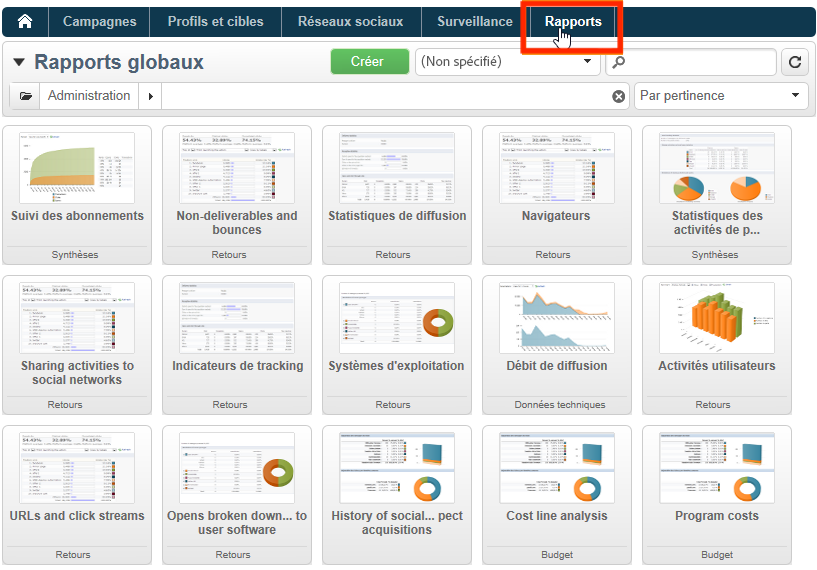 Campagnes Profils et cibles Réseaux sociaux Surveillance Rapports
Rapports globaux Créer (Non spécifié)
Administration Par pertinence
Suivi des abonnements
Synthèses
Non-deliverables and
bounces
Retours
Statistiques de diffusion
Retours
Navigateurs
Retours
Statistiques des
activités de p...
Synthèses
Sharing activities to
social networks
Retours
Indicateurs de tracking
Retours
Systèmes d'exploitation
Retours
Débit de diffusion
Données techniques
Activités utilisateurs
Retours
URLs and click streams
Retours
Opens broken down... to
user software
Retours
History of social... pect
acquisitions
Cost line analysis
Budget
Program costs
Budget